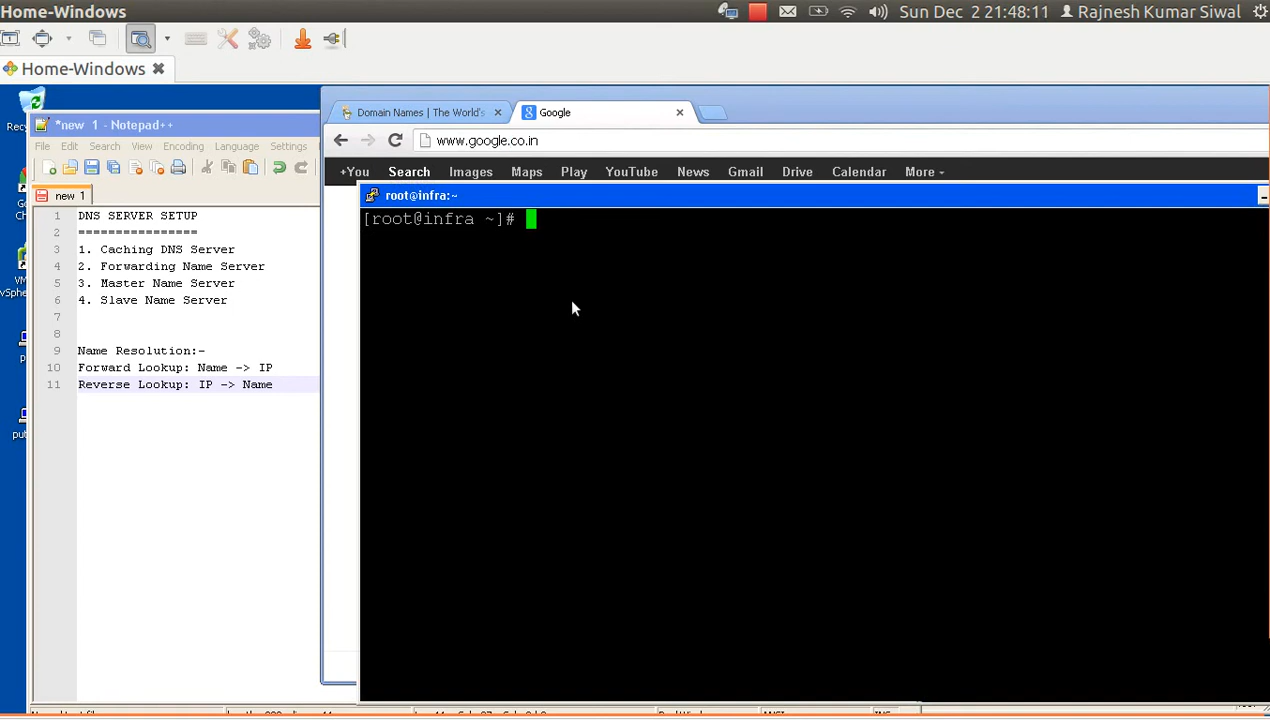 Home-Windows
Sun Dec 2 21:48:11 Rajnesh Kumar Siwal
Home-Windows
*new 1 - Notepad++
File Edit Search View Encoding Language Settings
new 1
1 DNS SERVER SETUP
2 ================
3 1. Caching DNS Server
4 2. Forwarding Name Server
5 3. Master Name Server
6 4. Slave Name Server
7
8
9 Name Resolution:-
10 Forward Lookup: Name -> IP
11 Reverse Lookup: IP -> Name
Domain Names | The World's
Google
www.google.co.in
+You Search Images Maps Play YouTube News Gmail Drive Calendar More
root@infra:~
[root@infra ~]#